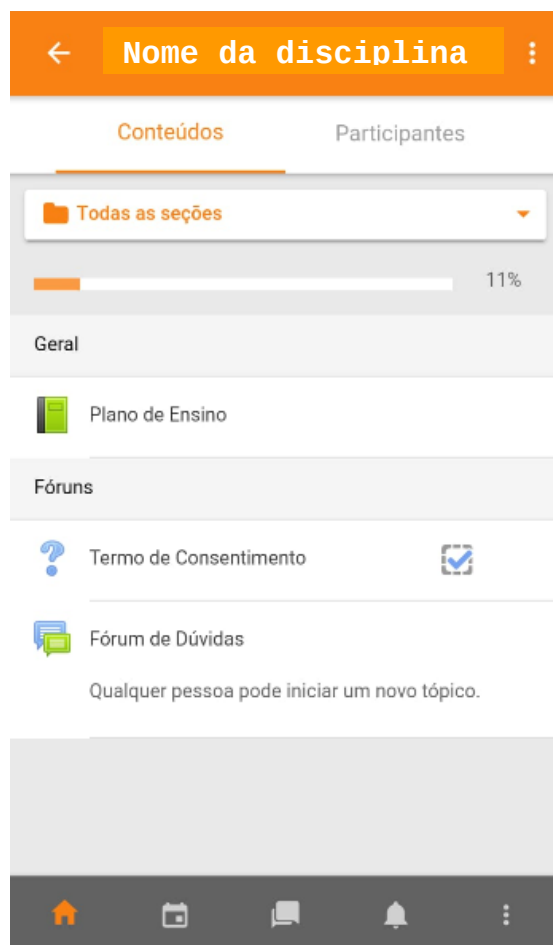 Nome da disciplina
Conteúdos
Participantes
Todas as seções
11%
Geral
Plano de Ensino
Fóruns
Termo de Consentimento
Fórum de Dúvidas
Qualquer pessoa pode iniciar um novo tópico.